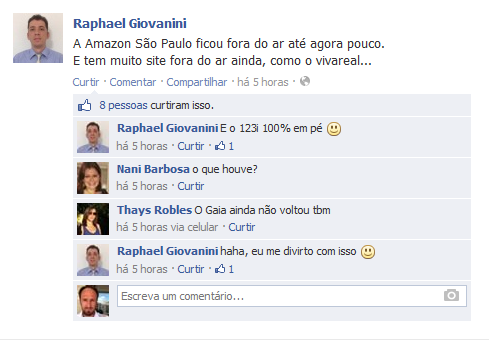 Raphael Giovanini
A Amazon São Paulo ficou fora do ar até agora pouco.
E tem muito site fora do ar ainda, como o vivareal...
Curtir · Comentar · Compartilhar · há 5 horas ·
8 pessoas curtiram isso.
Raphael Giovanini E o 123i 100% em pé
há 5 horas · Curtir · 1
Nani Barbosa o que houve?
há 5 horas · Curtir
Thays Robles O Gaia ainda não voltou tbm
há 5 horas via celular · Curtir
Raphael Giovanini haha, eu me divirto com isso
há 5 horas · Curtir · 1
Escreva um comentário...